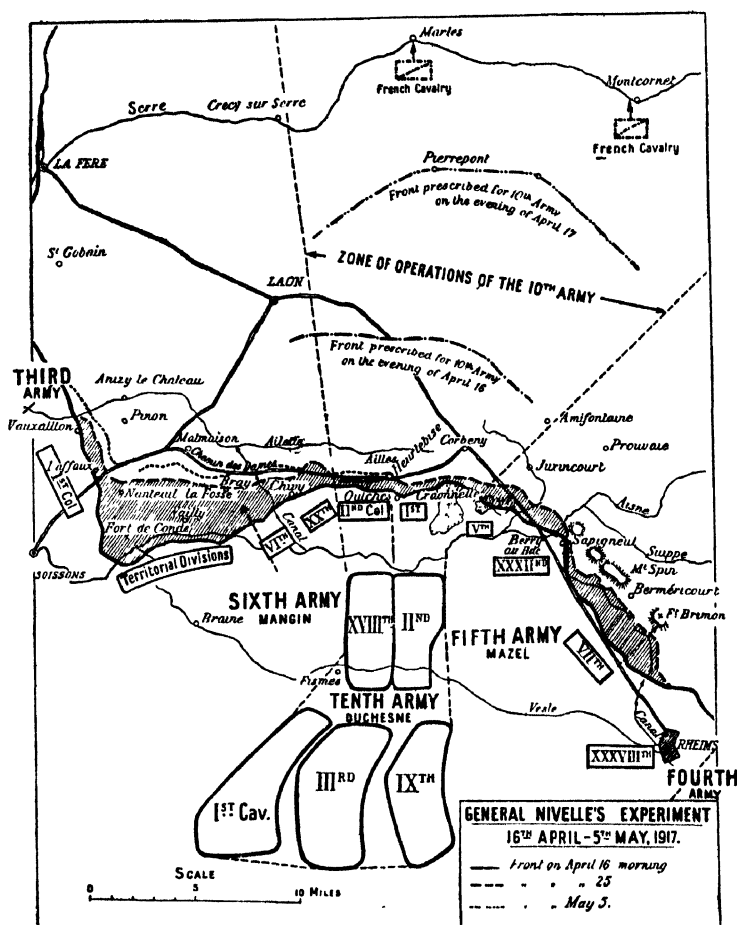 Marles
French Cavalry
Montcornet
French Cavalry
Serre
Crecy sur Serre
LA FERE
Pierrepont
Front prescribed for 10th Army
on the evening of April 17
St Gobain
ZONE OF OPERATIONS OF THE 10TH ARMY
LAON
Front prescribed for 10th Army
on the evening of April 16
THIRD
ARMY
Anizy le Chateau
Pinon
Vauxaillon
Amifontaine
Prouvais
Malmaison
Ailette
Ailles
Heurtebise
Corbeny
Juvincourt
Laffaux
1ST Col
Chemin des Dames
Bray
Chivy
Nanteuil la Fosse
Oulches
Craonnelle
Aisne
Fort de Condé
Canal
VITH
XXTH
IIND Col
IST
VTH
Berry
au Bac
XXXIIND
Sapigneul
Suippe
Mt Spin
Berméricourt
Ft Brimon
SOISSONS
Territorial Divisions
SIXTH ARMY
MANGIN
XVIIITH
IIND
FIFTH ARMY
MAZEL
VIITH
Braine
Fismes
TENTH ARMY
DUCHESNE
Vesle
Canal
RHEIMS
XXXVIIITH
FOURTH
ARMY
IST Cav.
IIIRD
IXTH
GENERAL NIVELLE'S EXPERIMENT
16TH APRIL-5TH MAY, 1917.
Front on April 16 morning
" " " 25
" " May 5.
SCALE
0 5 10 MILES